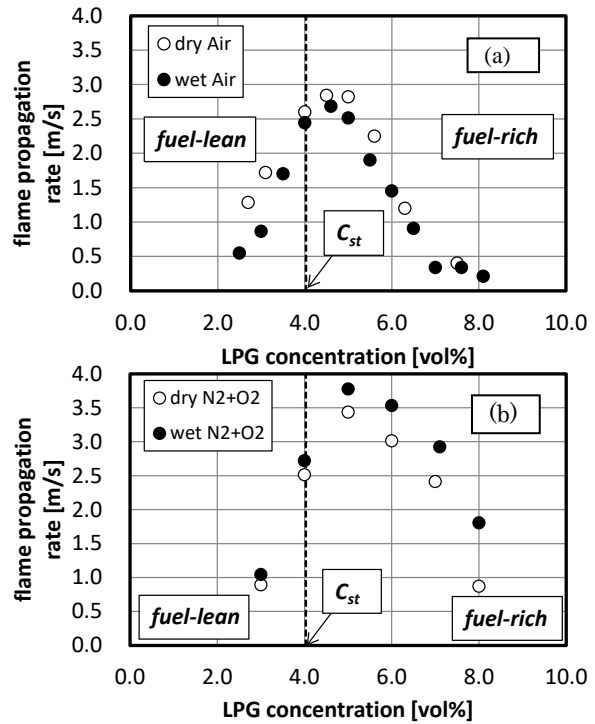 4.0
3.5
3.0
2.5
2.0
1.5
1.0
0.5
0.0
flame propagation
rate [m/s]
dry Air
wet Air
(a)
fuel-lean
fuel-rich
Cst
0.0 2.0 4.0 6.0 8.0 10.0
LPG concentration [vol%]
4.0
3.5
3.0
2.5
2.0
1.5
1.0
0.5
0.0
flame propagation
rate [m/s]
dry N2+O2
wet N2+O2
(b)
Cst
fuel-lean
fuel-rich
0.0 2.0 4.0 6.0 8.0 10.0
LPG concentration [vol%]